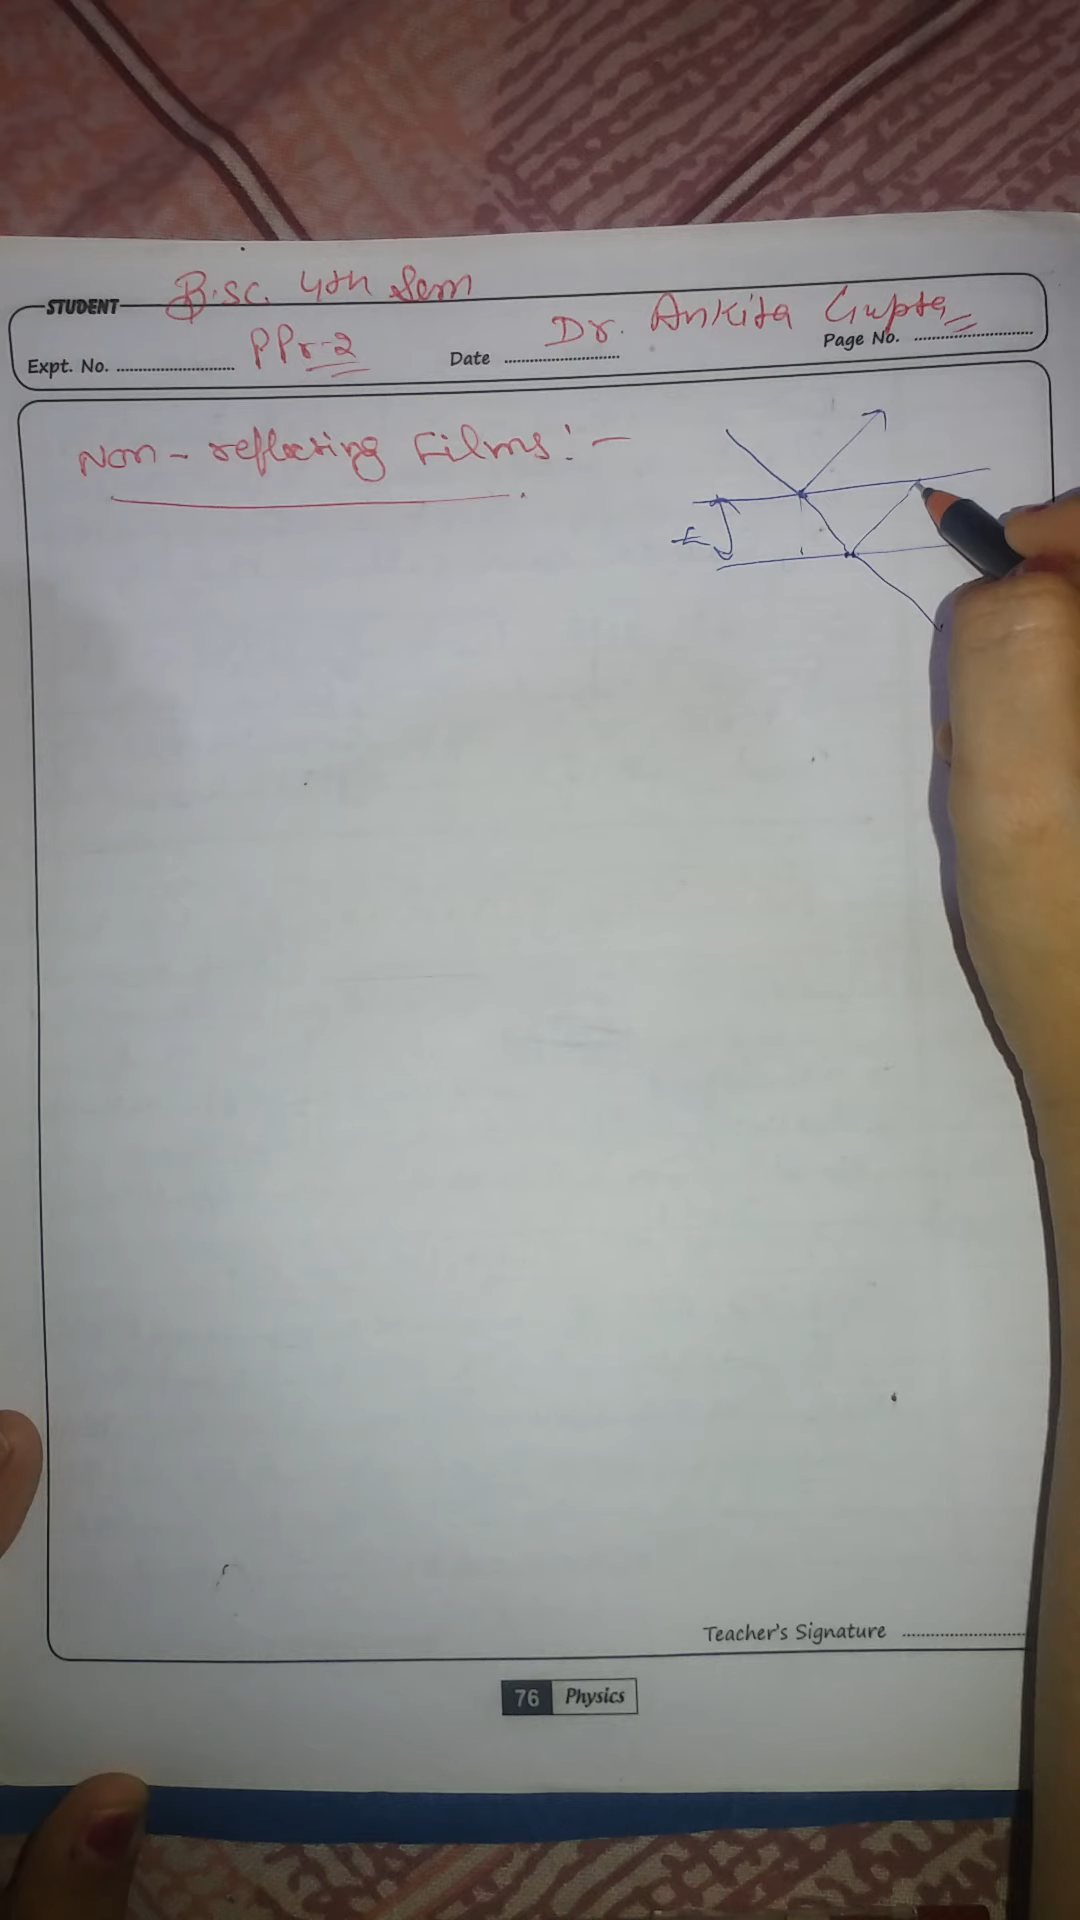 B.sc. 4th Sem
STUDENT
Expt. No. PPr-2 Date Dr. Ankita Gupta Page No.
Non-reflecting Films:-
t
Teacher's Signature
76 Physics